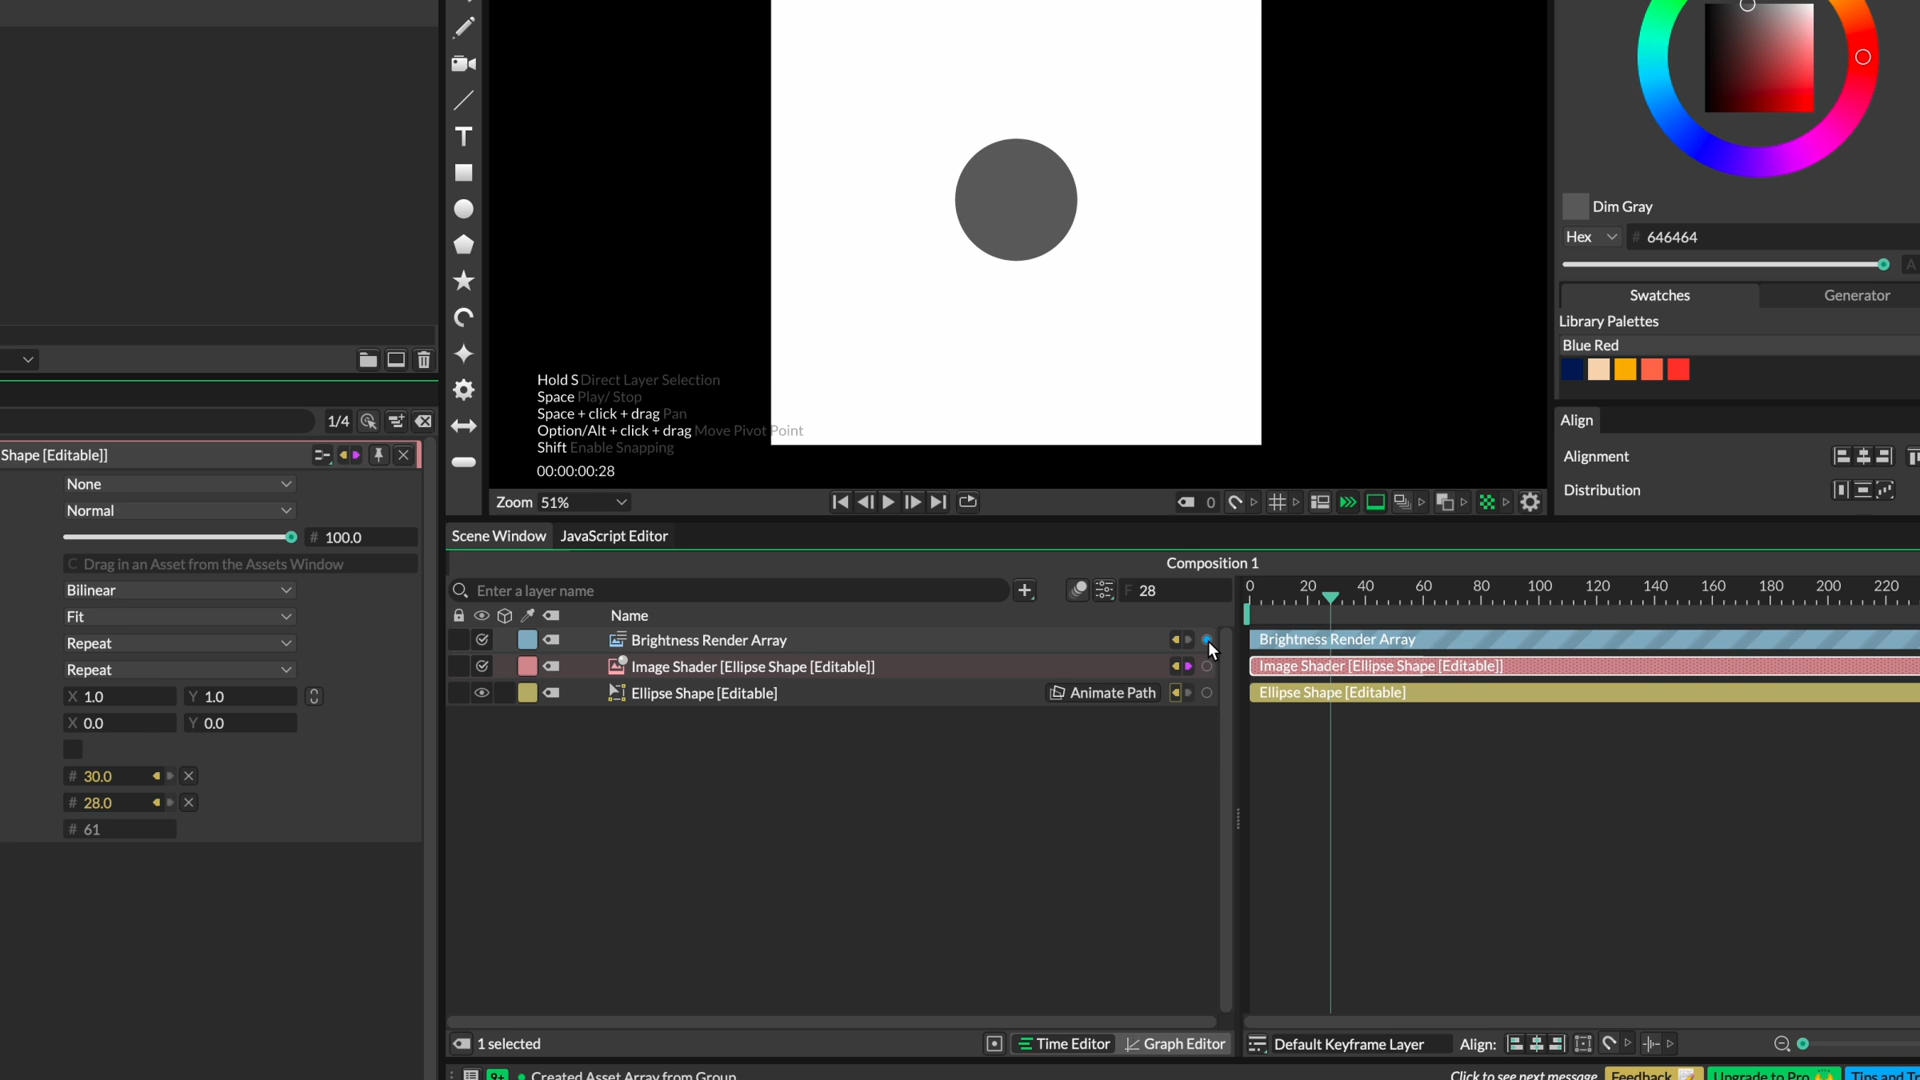 Dim Gray
Hex # 646464
A
Swatches Generator
Library Palettes
Blue Red
Align
Alignment
Distribution
T
Hold S Direct Layer Selection
Space Play/ Stop
Space + click + drag Pan
Option/Alt + click + drag Move Pivot Point
Shift Enable Snapping
00:00:00:28
Zoom 51%
0
1/4
Shape [Editable]]
None
Normal
# 100.0
C Drag in an Asset from the Assets Window
Bilinear
Fit
Repeat
Repeat
X 1.0 Y 1.0
X 0.0 Y 0.0
# 30.0
# 28.0
# 61
Scene Window JavaScript Editor
Composition 1
Enter a layer name
F 28
0 20 40 60 80 100 120 140 160 180 200 220
Name
Brightness Render Array
Image Shader [Ellipse Shape [Editable]]
Ellipse Shape [Editable] Animate Path
Brightness Render Array
Image Shader [Ellipse Shape [Editable]]
Ellipse Shape [Editable]
1 selected
Time Editor Graph Editor
Default Keyframe Layer Align:
9+ Created Asset Array from Group
Click to see next message Feedback Upgrade to Pro Tips and